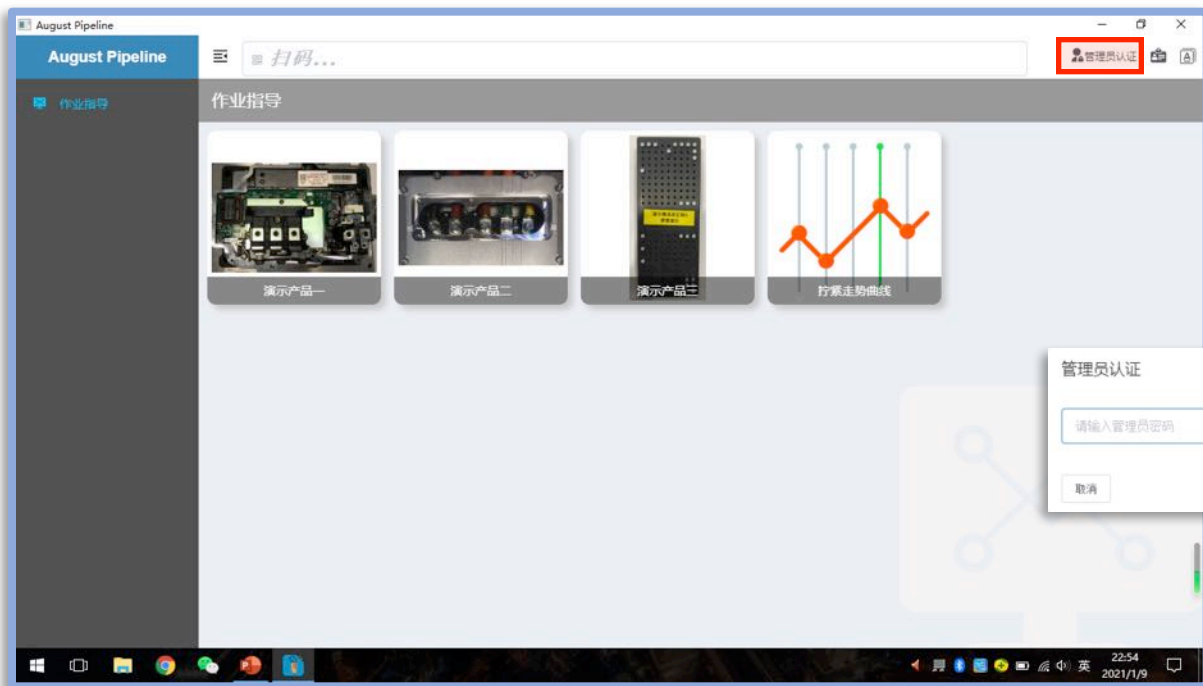 August Pipeline
August Pipeline
扫码...
管理员认证
作业指导
作业指导
演示产品一
演示产品二
演示产品三
拧紧走势曲线
管理员认证
请输入管理员密码
取消
英
22:54
2021/1/9